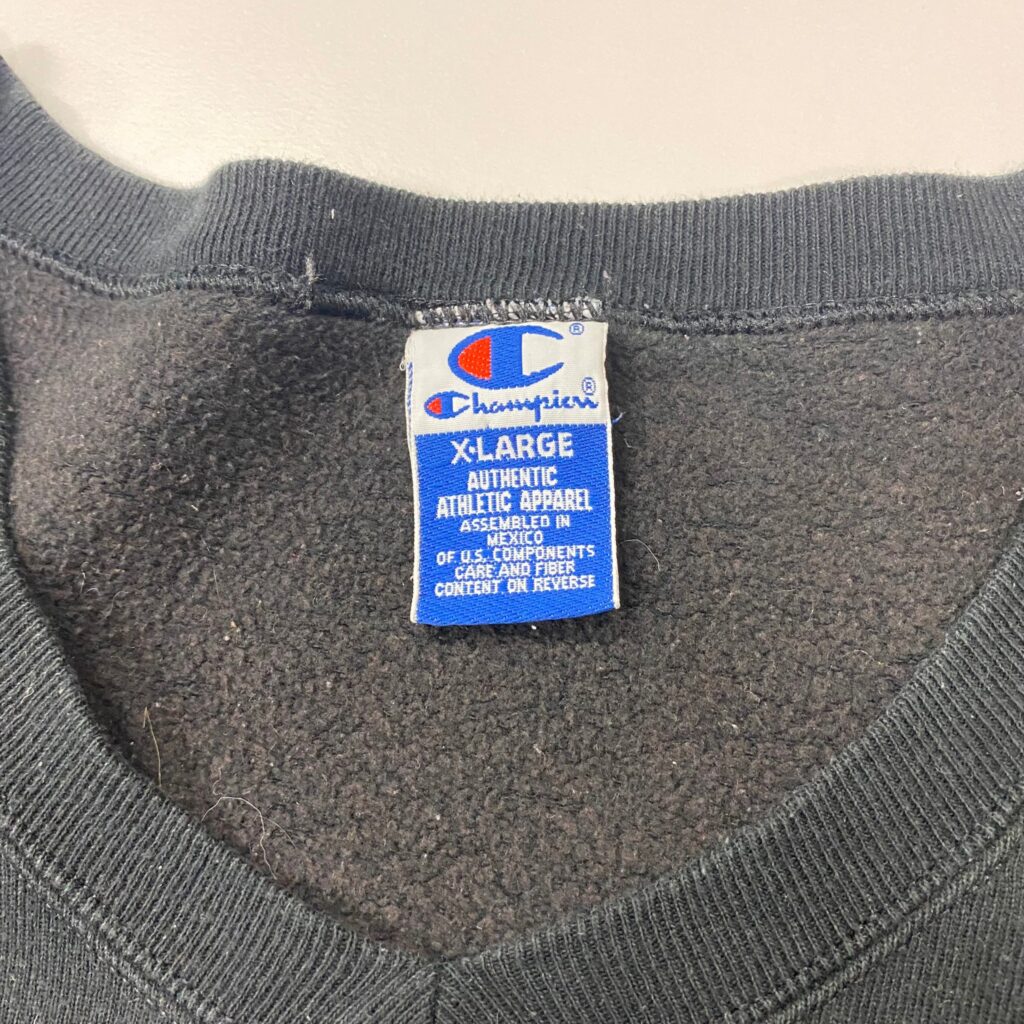 ®
Champion®
X·LARGE
AUTHENTIC
ATHLETIC APPAREL
ASSEMBLED IN
MEXICO
OF U.S. COMPONENTS
CARE AND FIBER
CONTENT ON REVERSE